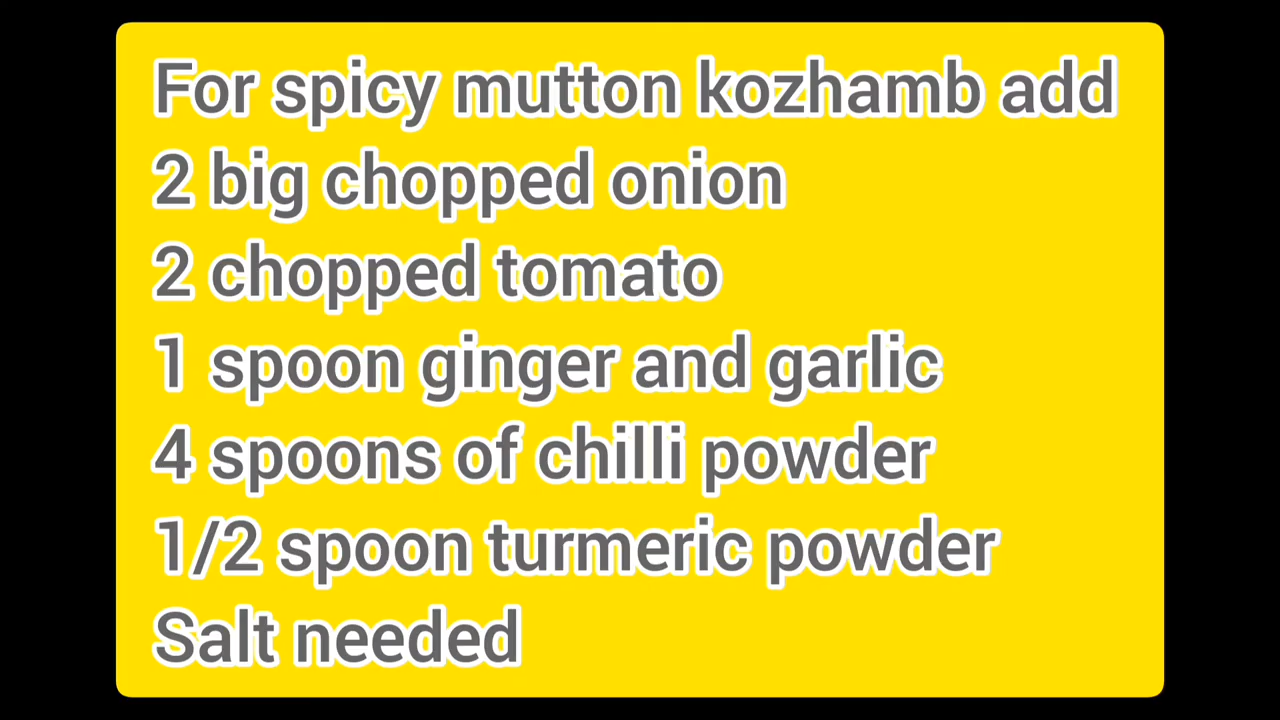 For spicy mutton kozhamb add
2 big chopped onion
2 chopped tomato
1 spoon ginger and garlic
4 spoons of chilli powder
1/2 spoon turmeric powder
Salt needed